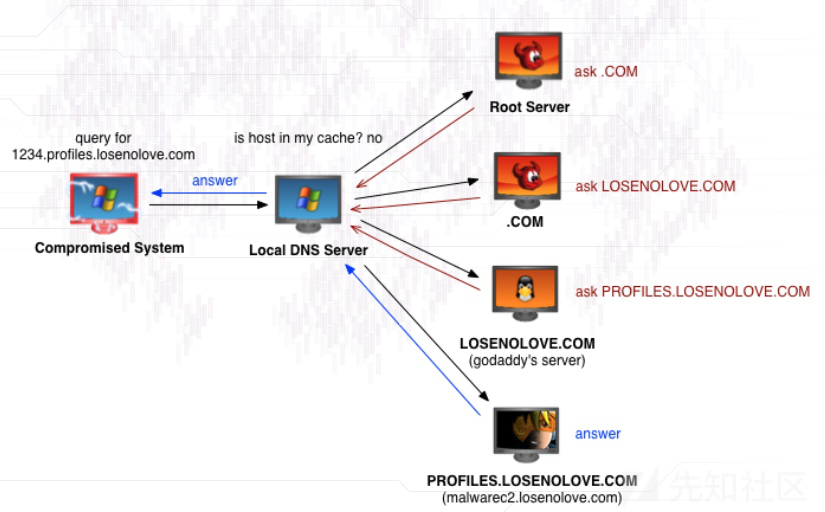 ask .COM
Root Server
query for
1234.profiles.losenolove.com
is host in my cache? no
answer
ask LOSENOLOVE.COM
.COM
Compromised System
Local DNS Server
ask PROFILES.LOSENOLOVE.COM
LOSENOLOVE.COM
(godaddy's server)
answer
PROFILES.LOSENOLOVE.COM
(malwarec2.losenolove.com)
先知社区